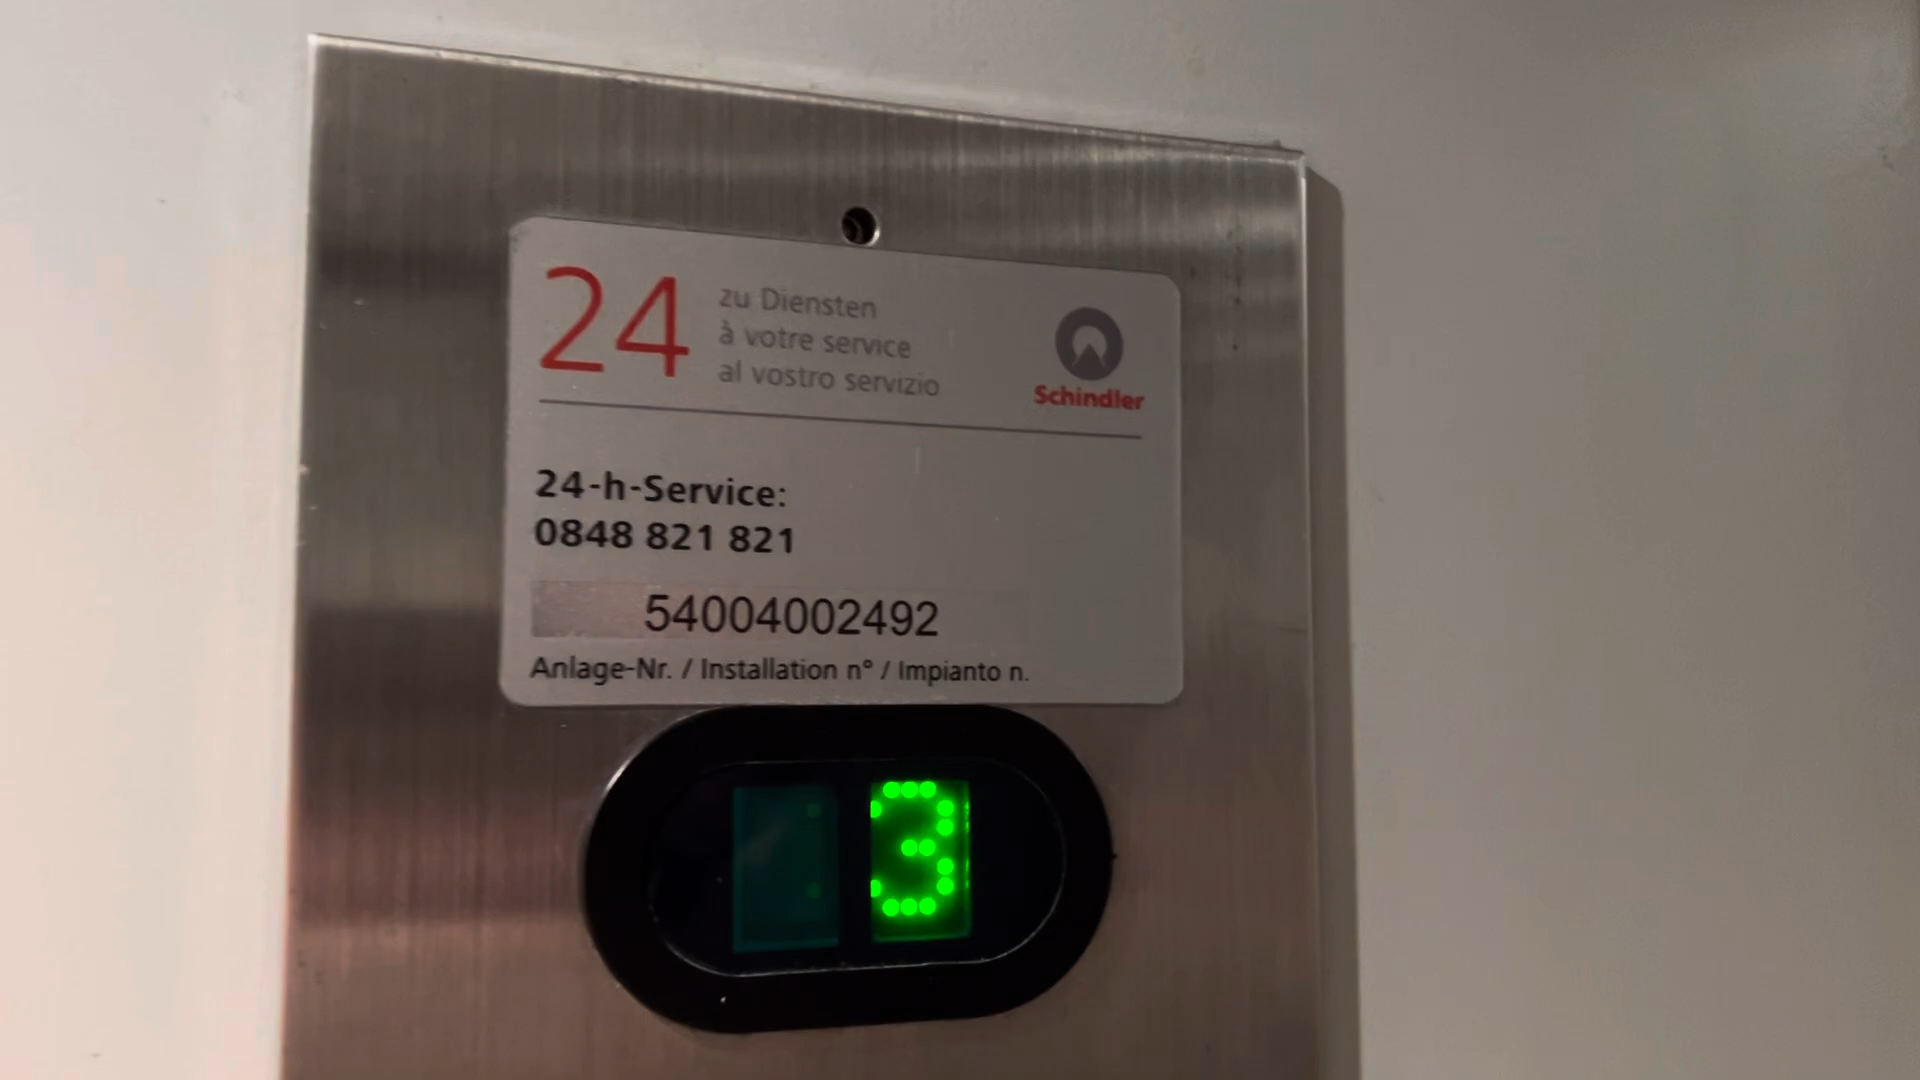 24
zu Diensten
à votre service
al vostro servizio
Schindler
24-h-Service:
0848 821 821
54004002492
Anlage-Nr. / Installation n° / Impianto n.
3